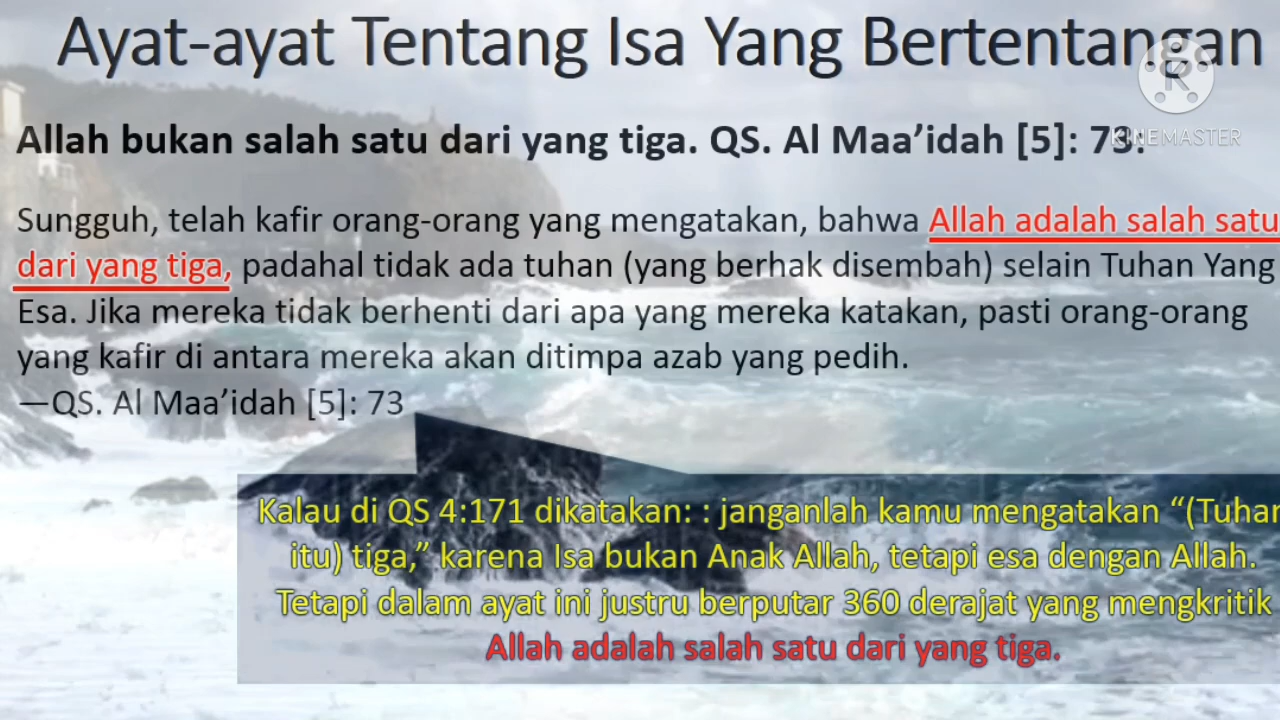 Ayat-ayat Tentang Isa Yang Bertentangan
Allah bukan salah satu dari yang tiga. QS. Al Maa’idah [5]: 73:
KINEMASTER
Sungguh, telah kafir orang-orang yang mengatakan, bahwa Allah adalah salah satu
dari yang tiga, padahal tidak ada tuhan (yang berhak disembah) selain Tuhan Yang
Esa. Jika mereka tidak berhenti dari apa yang mereka katakan, pasti orang-orang
yang kafir di antara mereka akan ditimpa azab yang pedih.
—QS. Al Maa’idah [5]: 73
Kalau di QS 4:171 dikatakan: : janganlah kamu mengatakan “(Tuhan
itu) tiga,” karena Isa bukan Anak Allah, tetapi esa dengan Allah.
Tetapi dalam ayat ini justru berputar 360 derajat yang mengkritik
Allah adalah salah satu dari yang tiga.